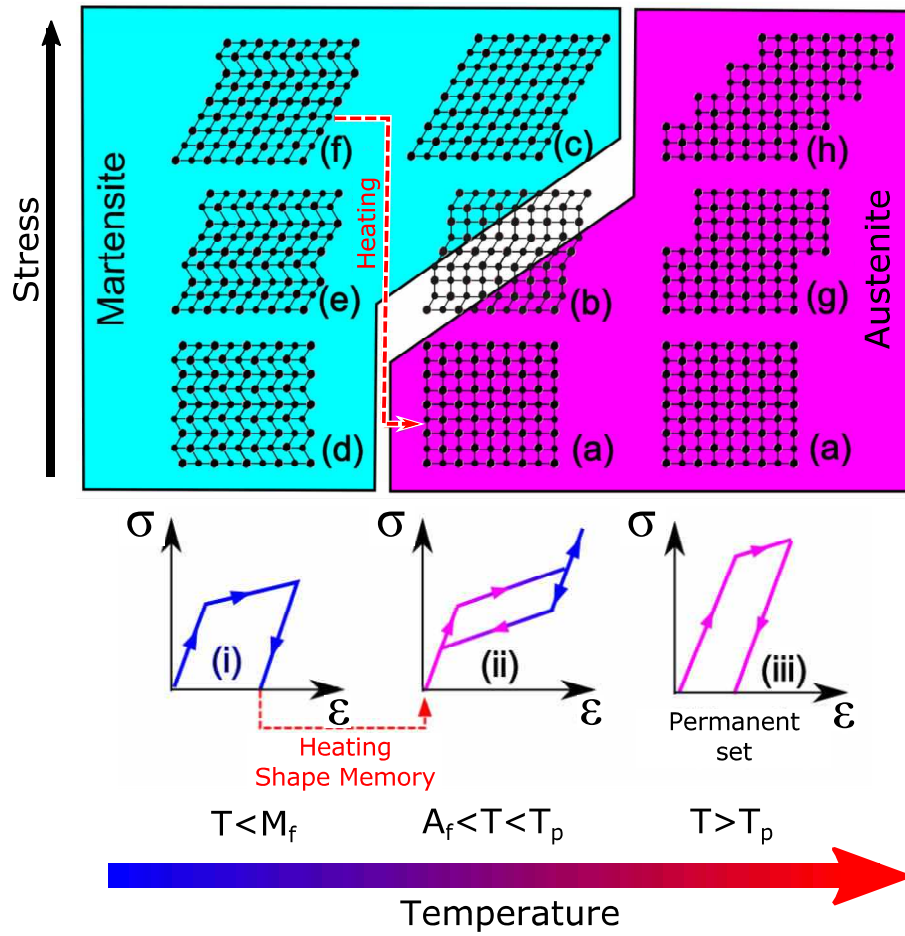 Stress
Martensite
Austenite
(f)
(c)
(h)
Heating
(e)
(b)
(g)
(d)
(a)
(a)
σ
σ
σ
(i)
(ii)
(iii)
ε
ε
ε
Heating
Shape Memory
Permanent
set
T<Mf
Af<T<Tp
T>Tp
Temperature